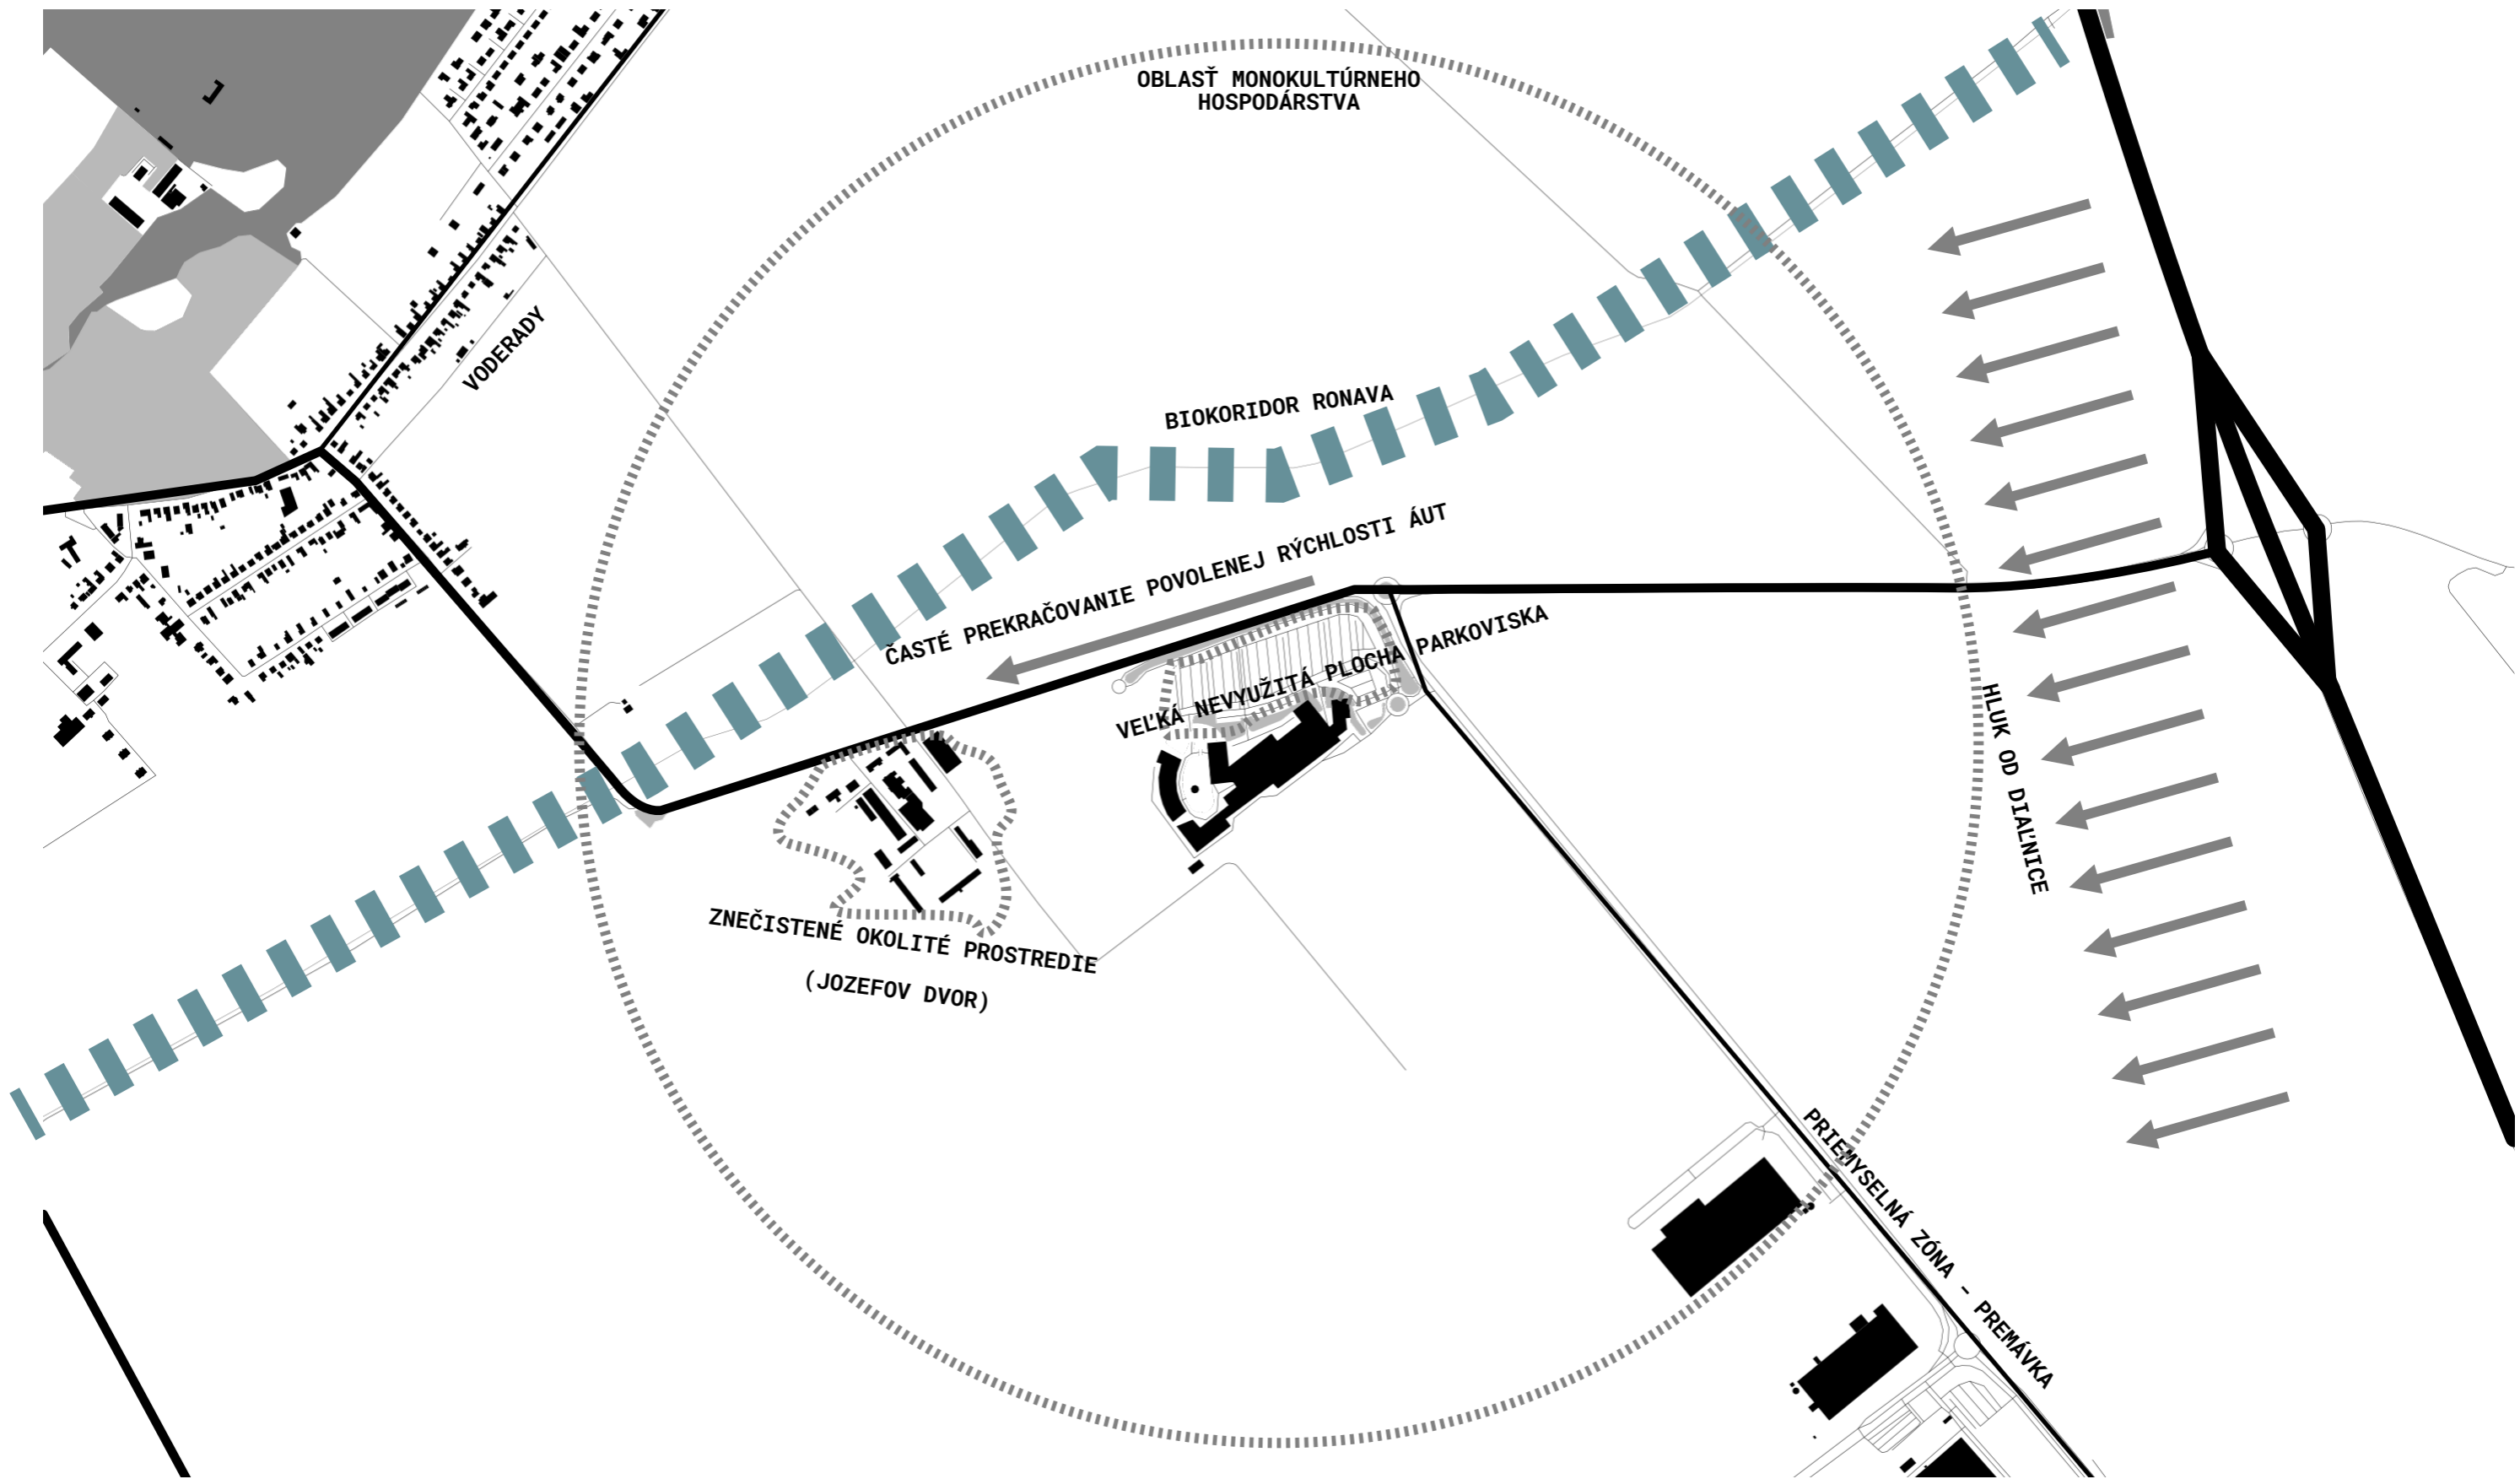 OBLASŤ MONOKULTÚRNEHO
HOSPODÁRSTVA
VODERADY
BIOKORIDOR RONAVA
ČASTÉ PREKRAČOVANIE POVOLENEJ RÝCHLOSTI ÁUT
VEĽKÁ NEVYUŽITÁ PLOCHA PARKOVISKA
HLUK OD DIAĽNICE
ZNEČISTENÉ OKOLITÉ PROSTREDIE
(JOZEFOV DVOR)
PRIEMYSELNÁ ZÓNA - PREMÁVKA